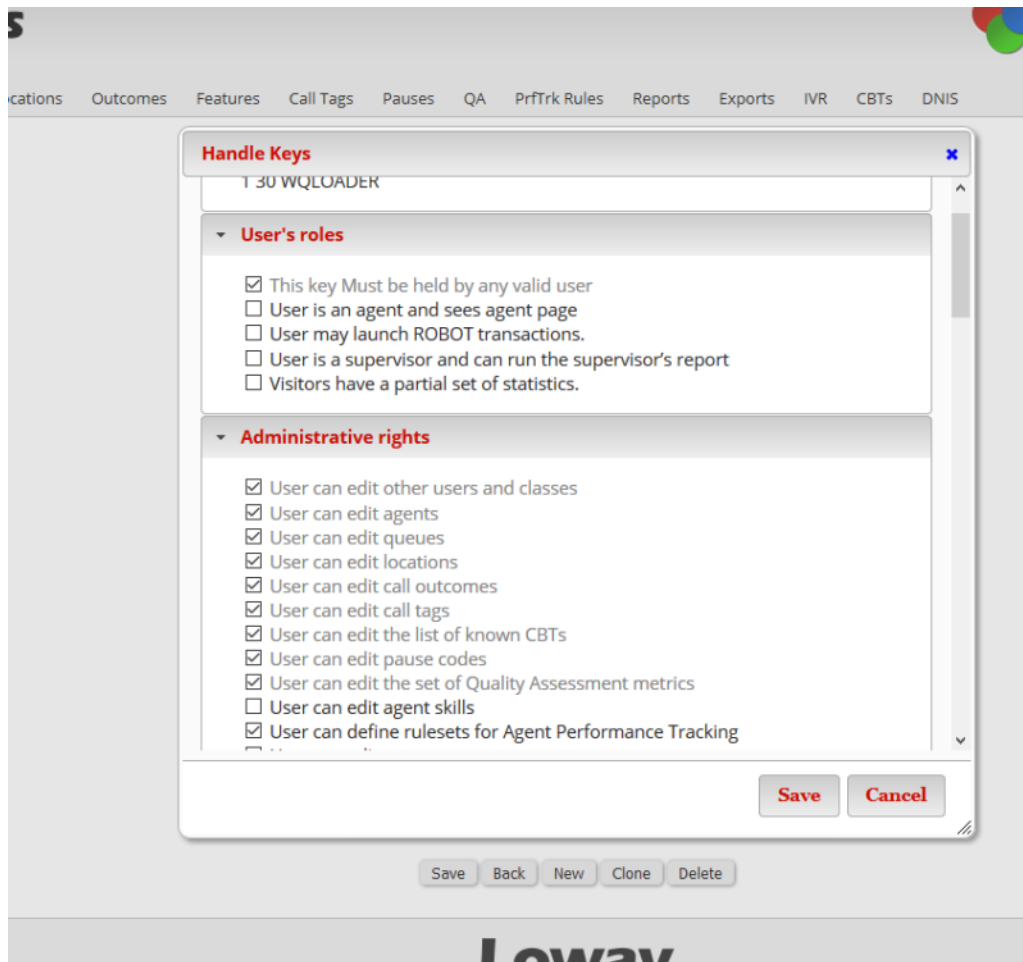 s
cations Outcomes Features Call Tags Pauses QA PrfTrk Rules Reports Exports IVR CBTs DNIS
Handle Keys
1 30 WQLOADER
User's roles
This key Must be held by any valid user
User is an agent and sees agent page
User may launch ROBOT transactions.
User is a supervisor and can run the supervisor's report
Visitors have a partial set of statistics.
Administrative rights
User can edit other users and classes
User can edit agents
User can edit queues
User can edit locations
User can edit call outcomes
User can edit call tags
User can edit the list of known CBTs
User can edit pause codes
User can edit the set of Quality Assessment metrics
User can edit agent skills
User can define rulesets for Agent Performance Tracking
Save Cancel
Save Back New Clone Delete
Loway